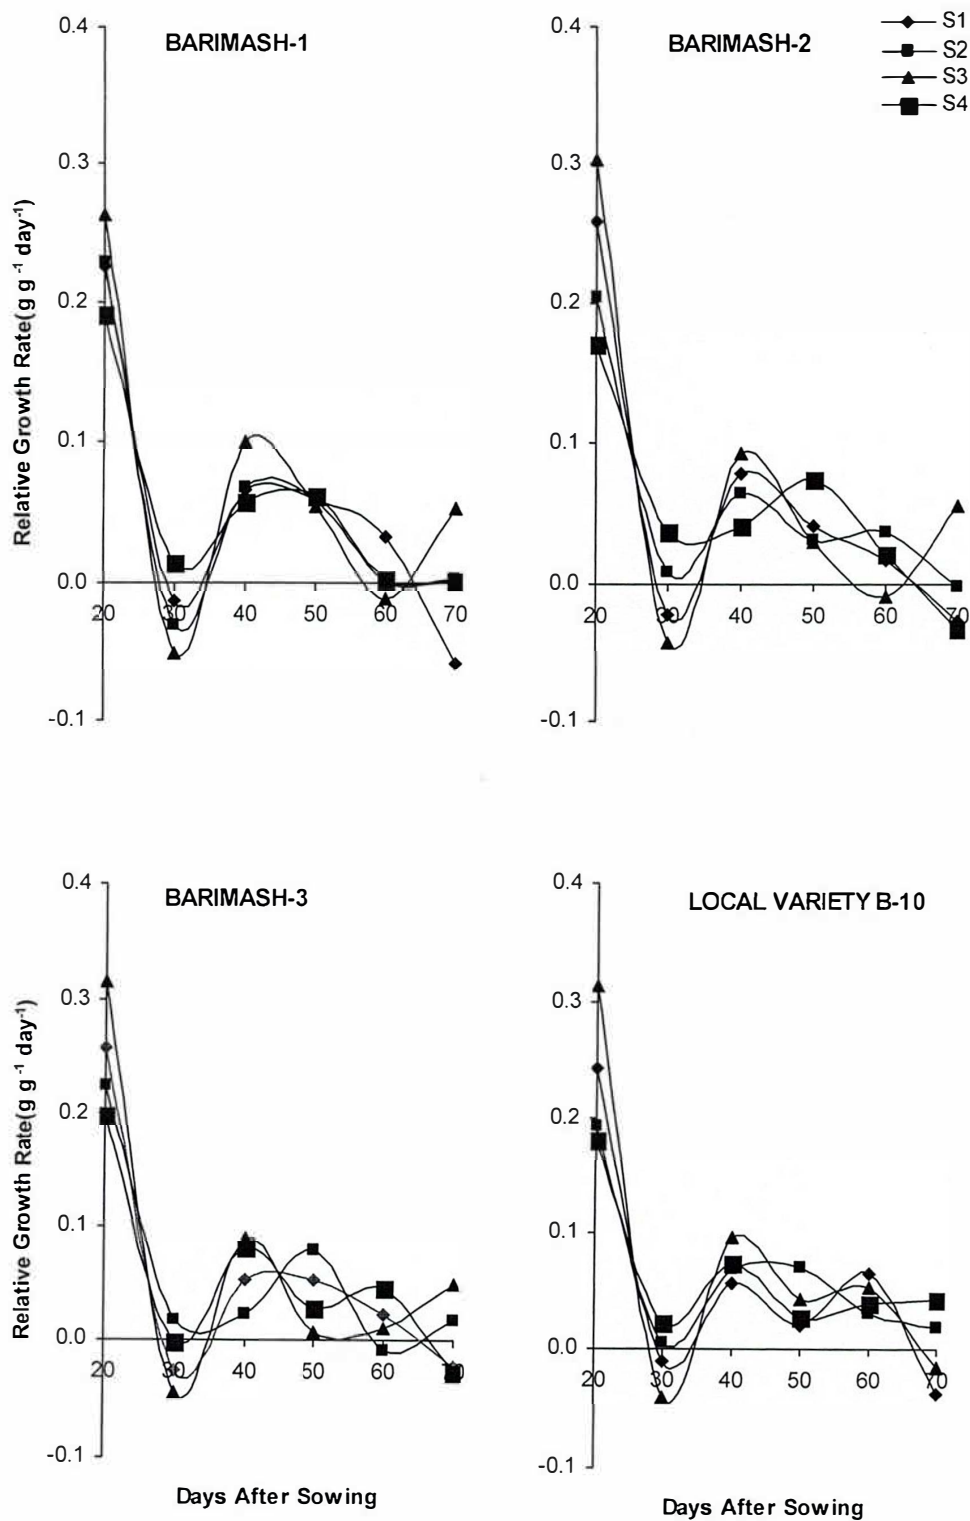 BARIMASH-1
0.4
0.3
0.2
0.1
0.0
-0.1
20 30 40 50 60 70
Relative Growth Rate(g g⁻¹ day⁻¹)
BARIMASH-2
0.4
0.3
0.2
0.1
0.0
-0.1
20 30 40 50 60 70
S1
S2
S3
S4
BARIMASH-3
0.4
0.3
0.2
0.1
0.0
-0.1
20 30 40 50 60 70
Relative Growth Rate(g g⁻¹ day⁻¹)
Days After Sowing
LOCAL VARIETY B-10
0.4
0.3
0.2
0.1
0.0
-0.1
20 30 40 50 60 70
Days After Sowing